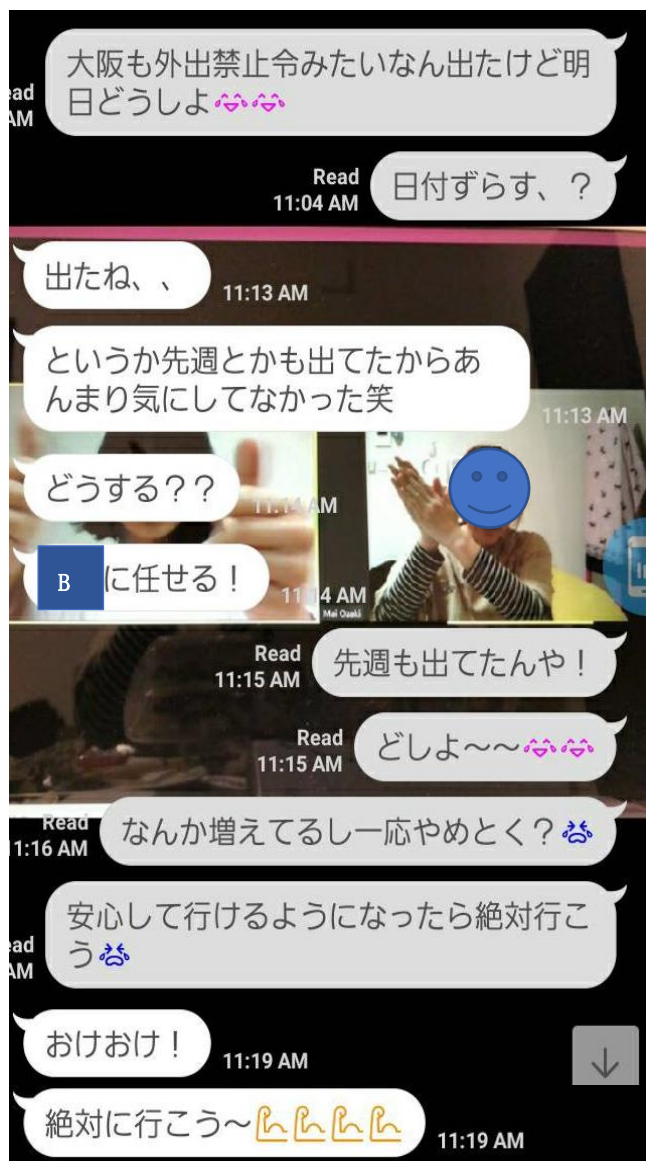 大阪も外出禁止令みたいなん出たけど明
日どうしよ
日付ずらす、？
Read
11:04 AM
出たね、、
11:13 AM
というか先週とかも出てたからあ
んまり気にしてなかった笑
11:13 AM
どうする？？
11:14 AM
Bに任せる！
11:14 AM
Mai Ozaki
先週も出てたんや！
Read
11:15 AM
どしよ〜〜
Read
11:15 AM
なんか増えてるし一応やめとく？
Read
11:16 AM
安心して行けるようになったら絶対行こ
う
おけおけ！
11:19 AM
絶対に行こう〜
11:19 AM